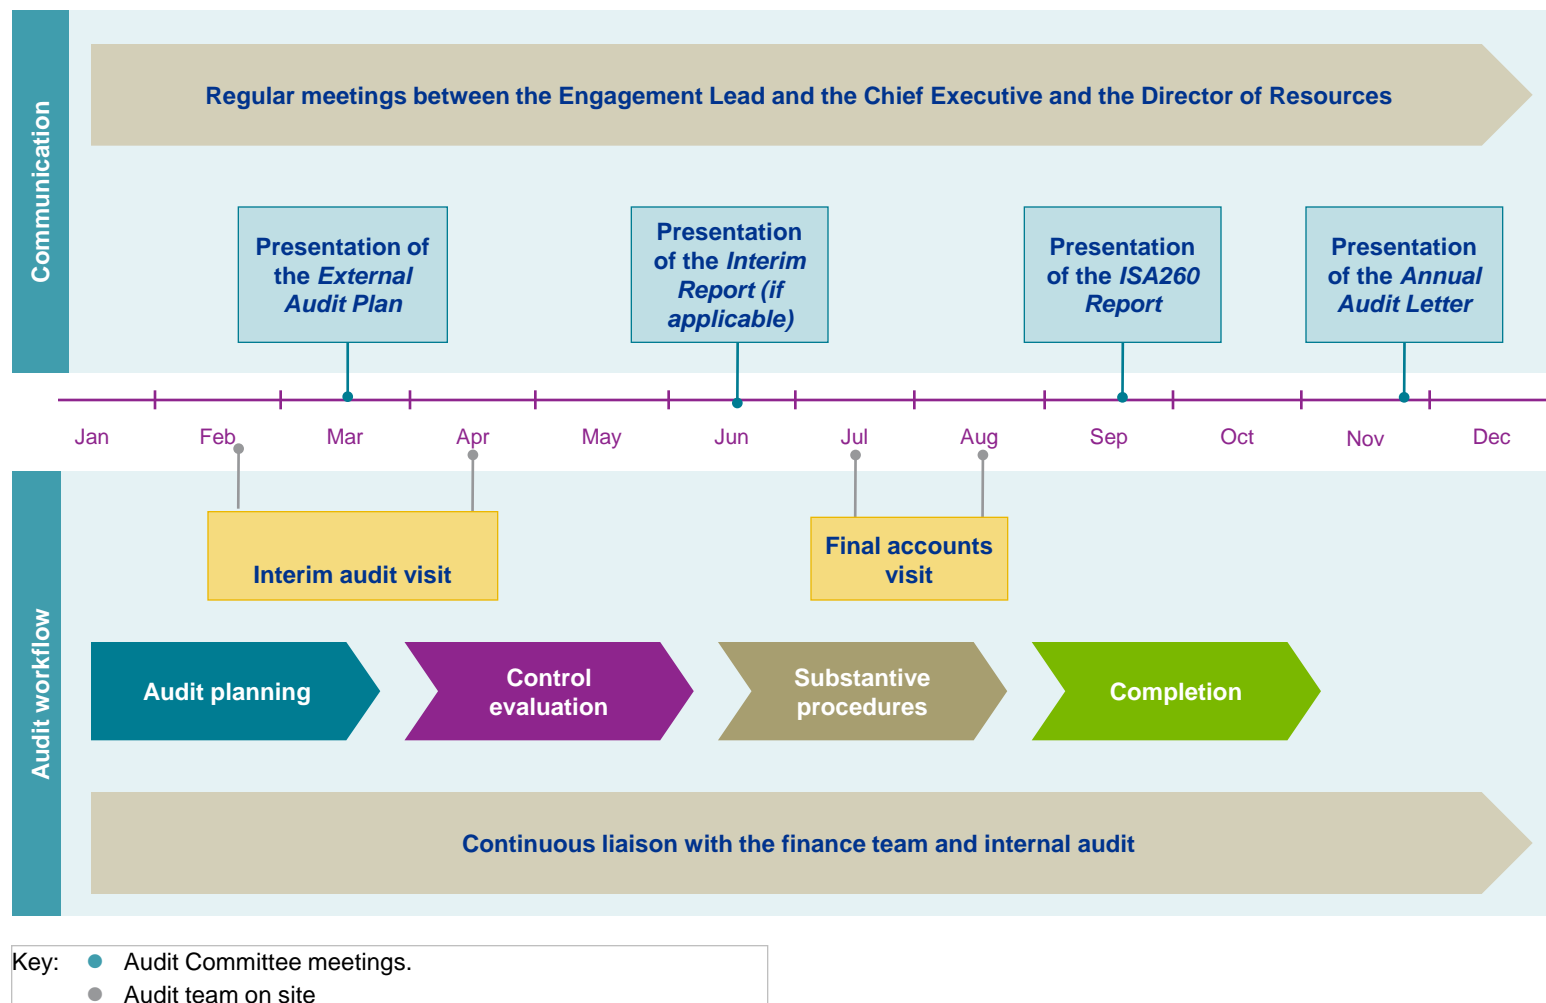 Communication
Regular meetings between the Engagement Lead and the Chief Executive and the Director of Resources
Presentation of
the External
Audit Plan
Presentation
of the Interim
Report (if
applicable)
Presentation
of the ISA260
Report
Presentation
of the Annual
Audit Letter
Jan Feb Mar Apr May Jun Jul Aug Sep Oct Nov Dec
Audit workflow
Interim audit visit
Final accounts
visit
Audit planning
Control
evaluation
Substantive
procedures
Completion
Continuous liaison with the finance team and internal audit
Key: Audit Committee meetings.
Audit team on site